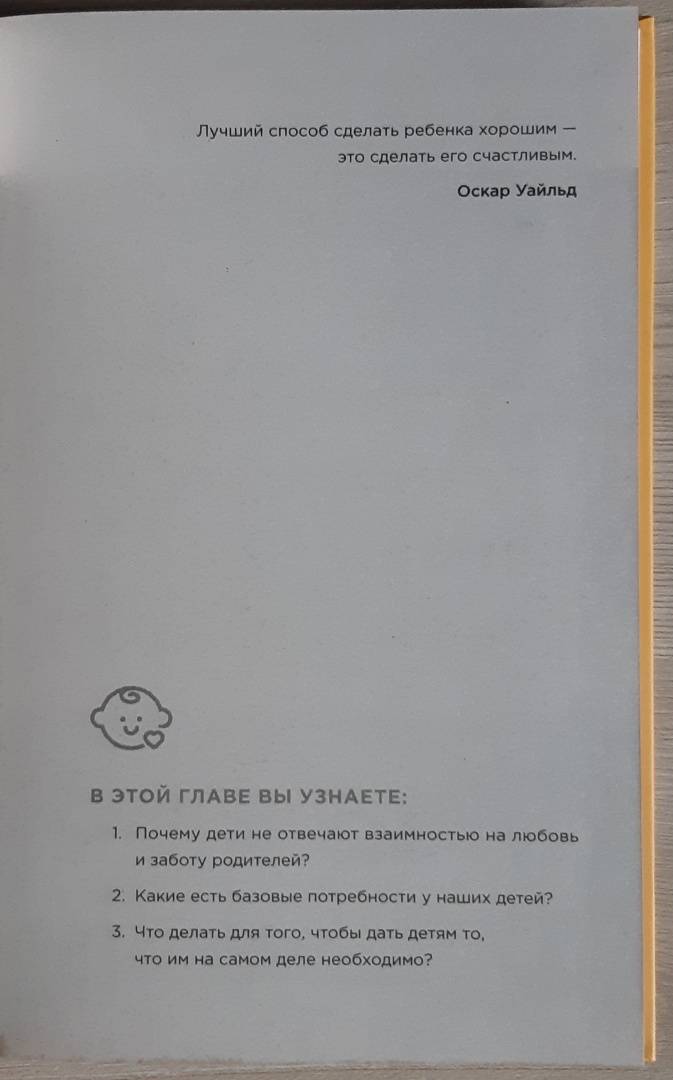 Лучший способ сделать ребенка хорошим —
это сделать его счастливым.
Оскар Уайльд
В ЭТОЙ ГЛАВЕ ВЫ УЗНАЕТЕ:
1. Почему дети не отвечают взаимностью на любовь
и заботу родителей?
2. Какие есть базовые потребности у наших детей?
3. Что делать для того, чтобы дать детям то,
что им на самом деле необходимо?